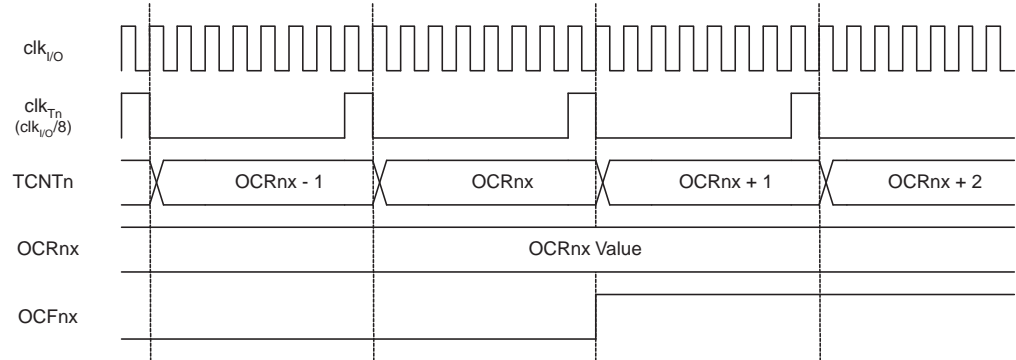 clkI/O
clkTn
(clkI/O/8)
TCNTn OCRnx - 1 OCRnx OCRnx + 1 OCRnx + 2
OCRnx OCRnx Value
OCFnx